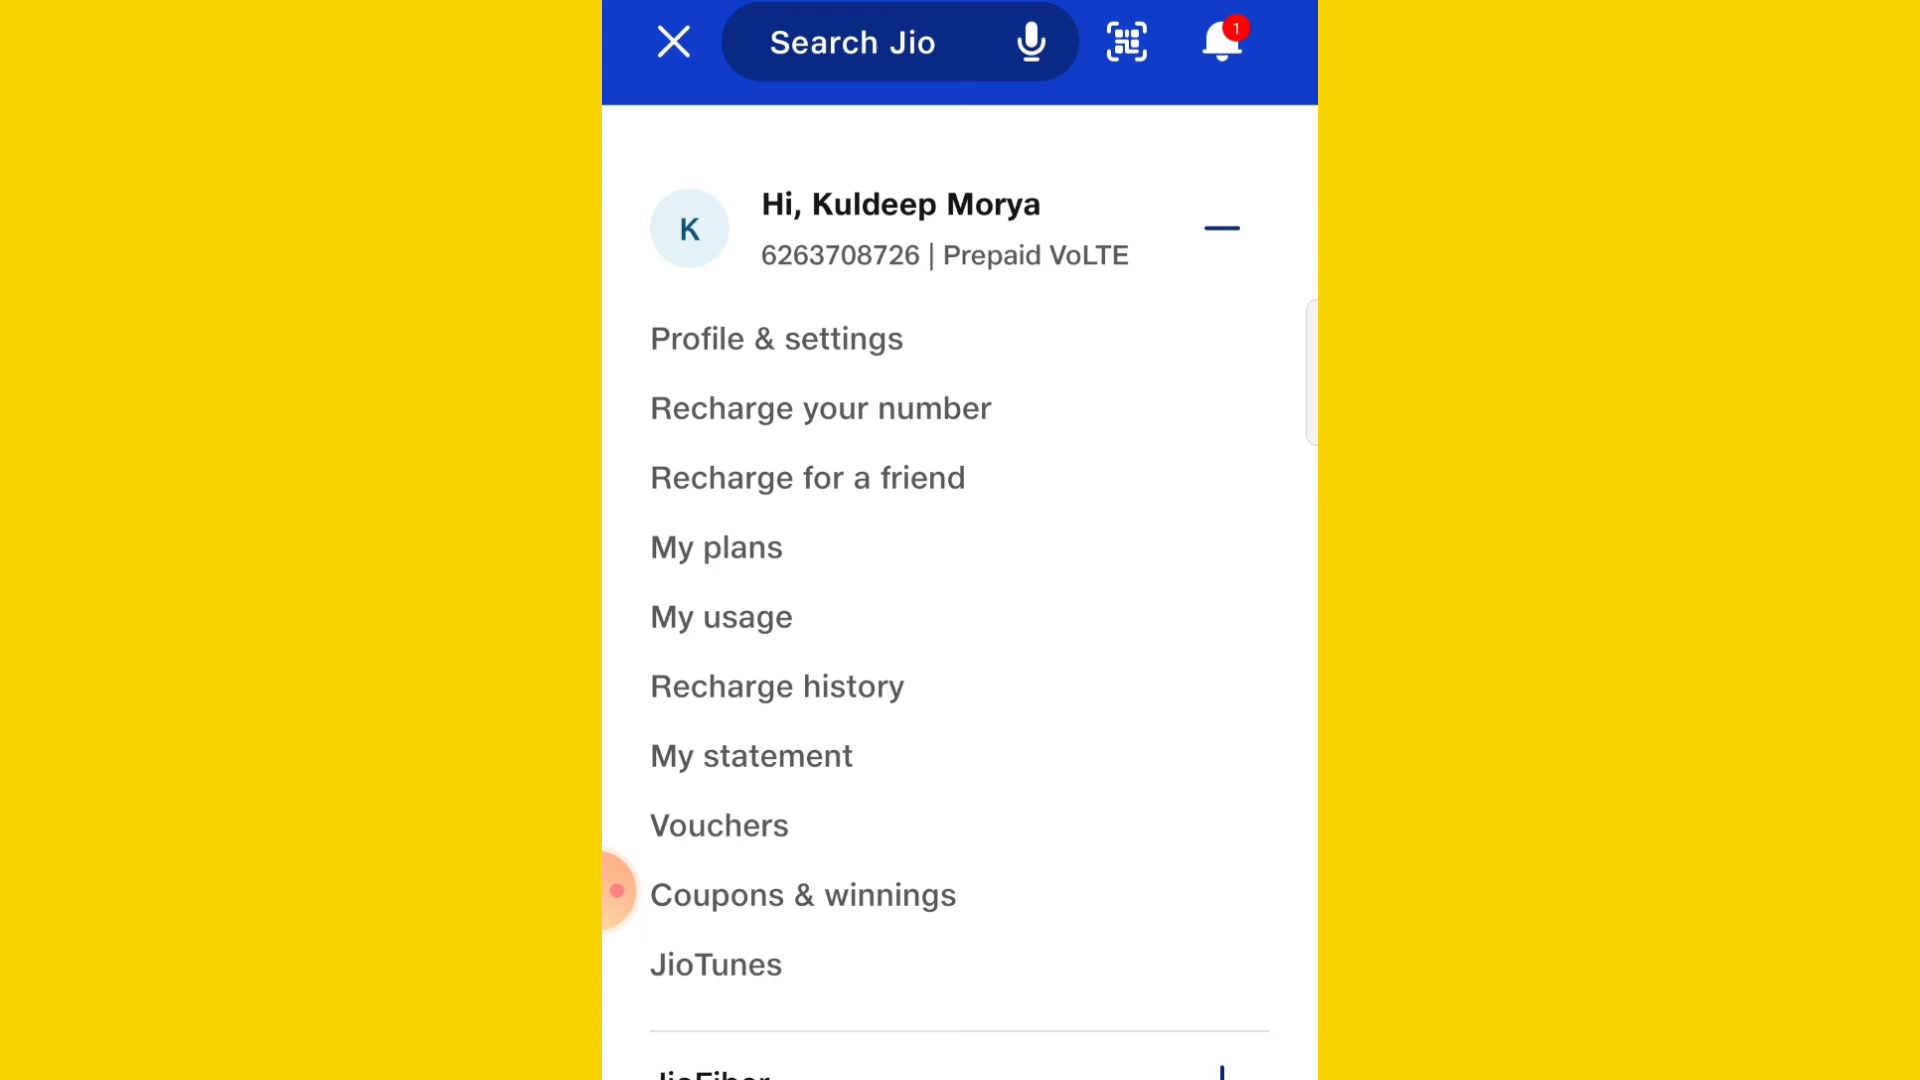 Search Jio
1
K
Hi, Kuldeep Morya
6263708726 | Prepaid VoLTE
Profile & settings
Recharge your number
Recharge for a friend
My plans
My usage
Recharge history
My statement
Vouchers
Coupons & winnings
JioTunes
JioFiber